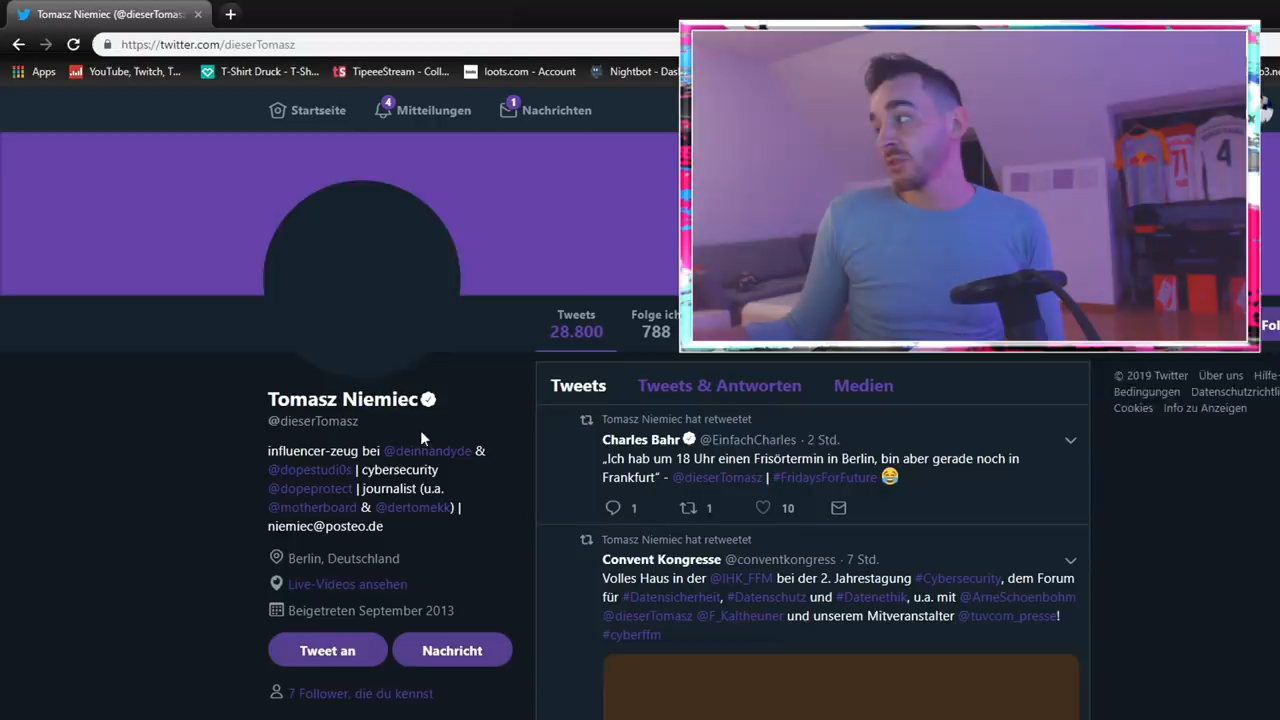 Tomasz Niemiec (@dieserTomasz
https://twitter.com/dieserTomasz
Apps
YouTube, Twitch, T...
T-Shirt Druck - T-Sh...
TipeeeStream - Coll...
loots.com - Account
Nightbot - Das
Startseite
4
Mitteilungen
1
Nachrichten
71
4
Tweets
28.800
Folge ich
788
Fol
Tomasz Niemiec
@dieserTomasz
influencer-zeug bei @deinhandyde &
@dopestudi0s | cybersecurity
@dopeprotect | journalist (u.a.
@motherboard & @dertomekk) |
niemiec@posteo.de
Berlin, Deutschland
Live-Videos ansehen
Beigetreten September 2013
Tweet an
Nachricht
7 Follower, die du kennst
Tweets
Tweets & Antworten
Medien
Tomasz Niemiec hat retweetet
Charles Bahr @EinfachCharles · 2 Std.
„Ich hab um 18 Uhr einen Frisörtermin in Berlin, bin aber gerade noch in
Frankfurt“ - @dieserTomasz | #FridaysForFuture 😂
1
1
10
Tomasz Niemiec hat retweetet
Convent Kongresse @conventkongress · 7 Std.
Volles Haus in der @IHK_FFM bei der 2. Jahrestagung #Cybersecurity, dem Forum
für #Datensicherheit, #Datenschutz und #Datenethik, u.a. mit @ArneSchoenbohm
@dieserTomasz @F_Kaltheuner und unserem Mitveranstalter @tuvcom_presse!
#cyberffm
© 2019 Twitter Über uns Hilfe-
Bedingungen Datenschutzrichtli
Cookies Info zu Anzeigen